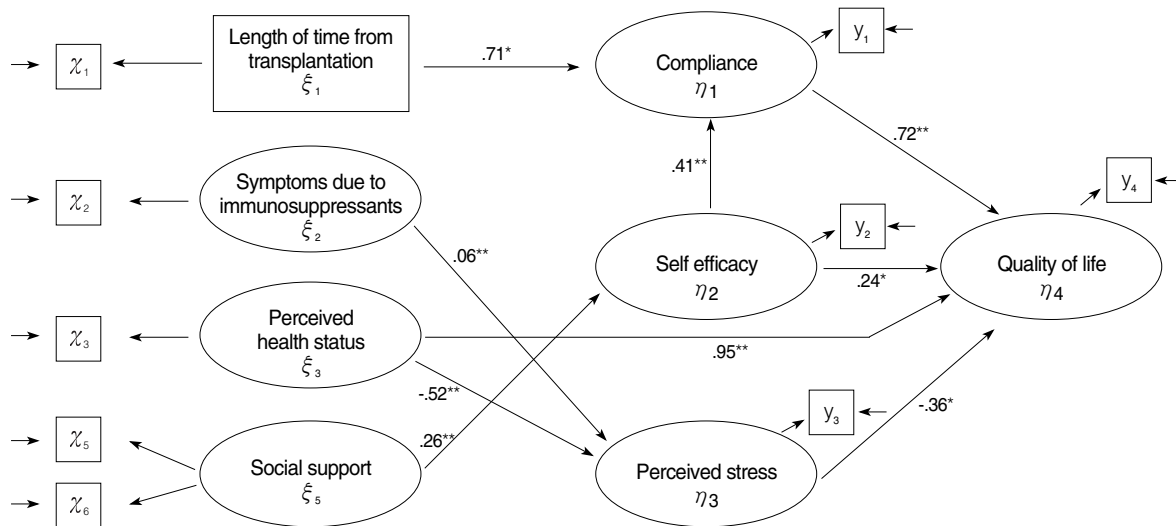 χ₁
Length of time from
transplantation
ξ₁
.71*
Compliance
η₁
y₁
.72**
.41**
χ₂
Symptoms due to
immunosuppressants
ξ₂
.06**
Self efficacy
η₂
y₂
.24*
Quality of life
η₄
y₄
χ₃
Perceived
health status
ξ₃
.95**
-.52**
χ₅
χ₆
Social support
ξ₅
.26**
Perceived stress
η₃
y₃
-.36*